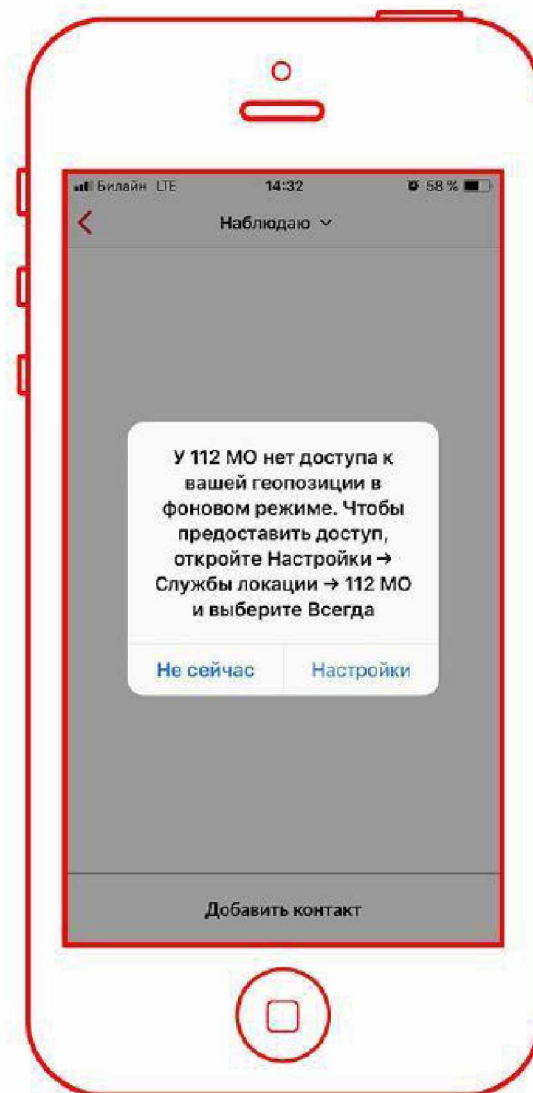 Билайн LTE 14:32 58 %
Наблюдаю
У 112 МО нет доступа к
вашей геопозиции в
фоновом режиме. Чтобы
предоставить доступ,
откройте Настройки →
Службы локации → 112 МО
и выберите Всегда
Не сейчас Настройки
Добавить контакт